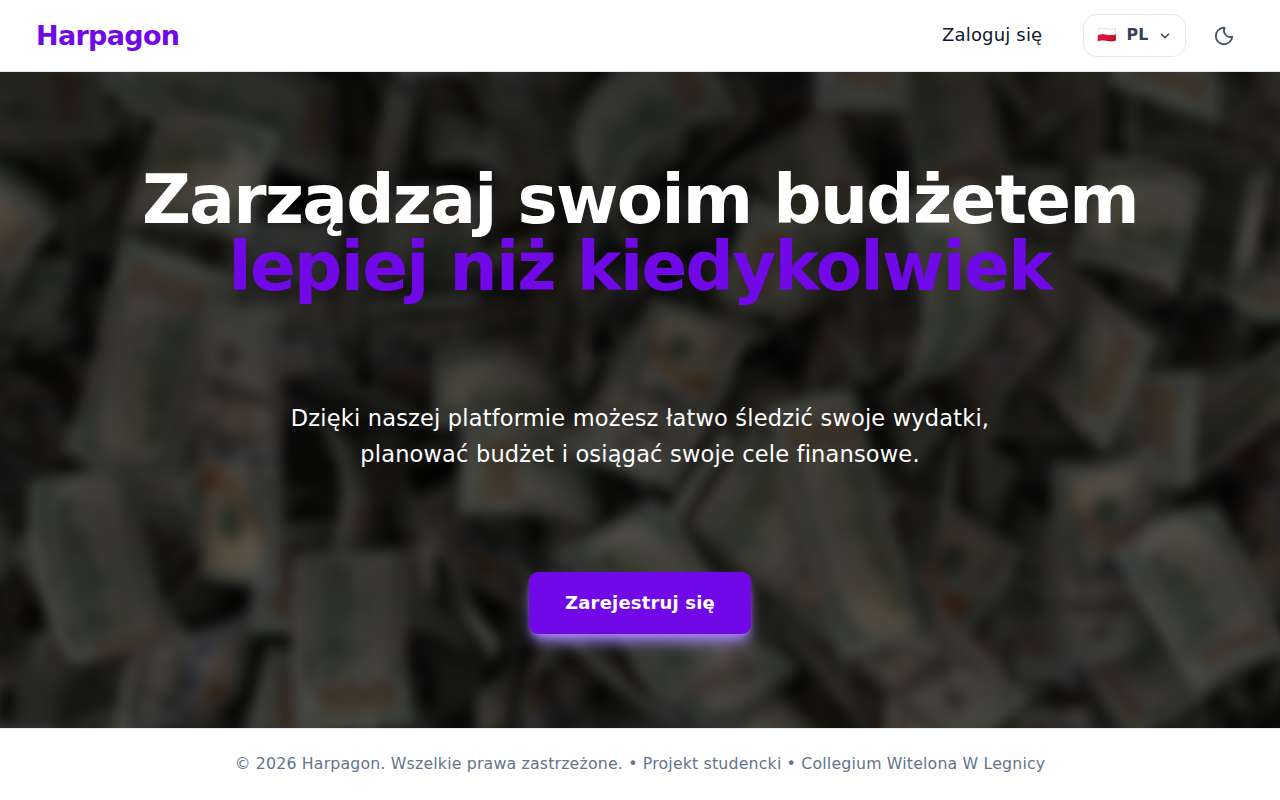 Harpagon
Zaloguj się
PL
Zarządzaj swoim budżetem
lepiej niż kiedykolwiek
Dzięki naszej platformie możesz łatwo śledzić swoje wydatki,
planować budżet i osiągać swoje cele finansowe.
Zarejestruj się
© 2026 Harpagon. Wszelkie prawa zastrzeżone. • Projekt studencki • Collegium Witelona W Legnicy